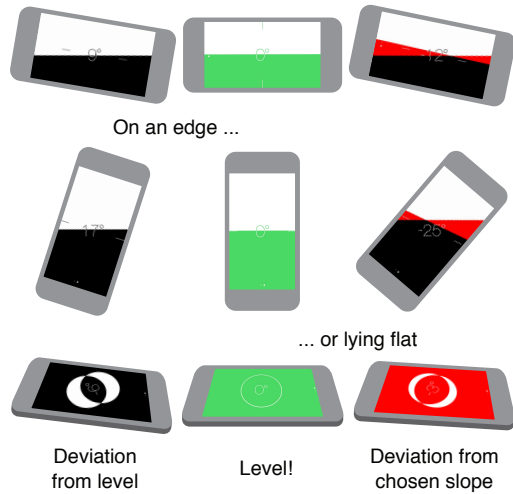 9° 0° -12°
On an edge ...
17° 0° -25°
... or lying flat
0°
Deviation
from level
Level!
Deviation from
chosen slope